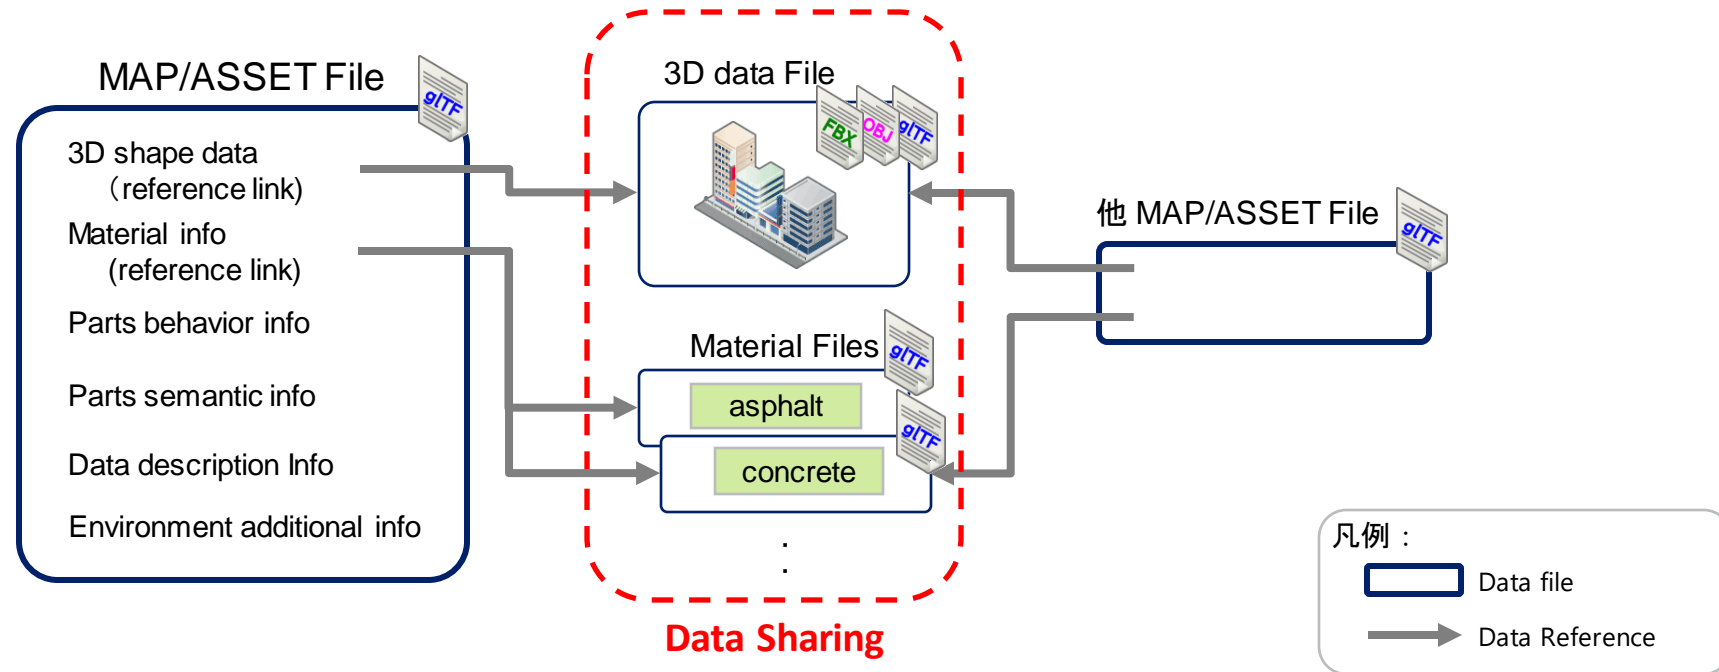 MAP/ASSET File
glTF
3D shape data
（reference link)
Material info
(reference link)
Parts behavior info
Parts semantic info
Data description Info
Environment additional info
3D data File
FBX
OBJ
glTF
Material Files
glTF
asphalt
glTF
concrete
.
.
Data Sharing
他 MAP/ASSET File
glTF
凡例：
Data file
Data Reference